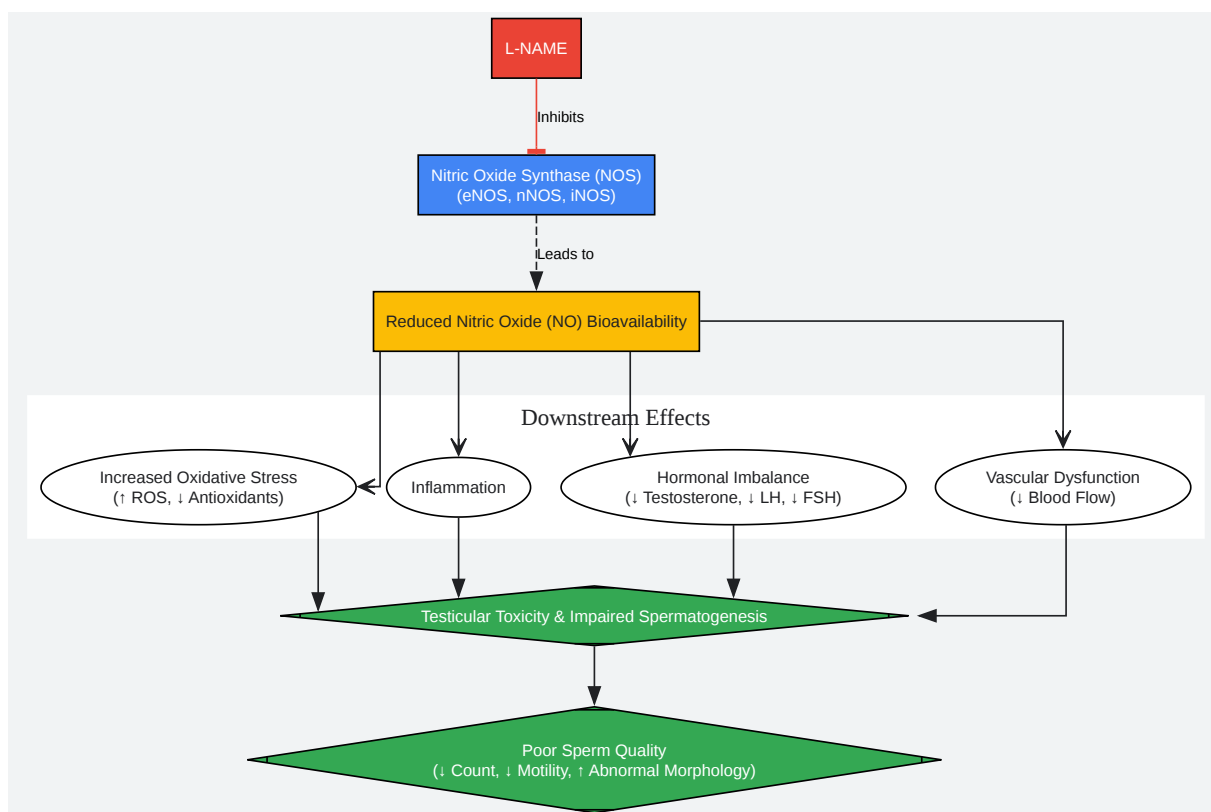 L-NAME
Inhibits
Nitric Oxide Synthase (NOS)
(eNOS, nNOS, iNOS)
Leads to
Reduced Nitric Oxide (NO) Bioavailability
Downstream Effects
Increased Oxidative Stress
(↑ ROS, ↓ Antioxidants)
Inflammation
Hormonal Imbalance
(↓ Testosterone, ↓ LH, ↓ FSH)
Vascular Dysfunction
(↓ Blood Flow)
Testicular Toxicity & Impaired Spermatogenesis
Poor Sperm Quality
(↓ Count, ↓ Motility, ↑ Abnormal Morphology)